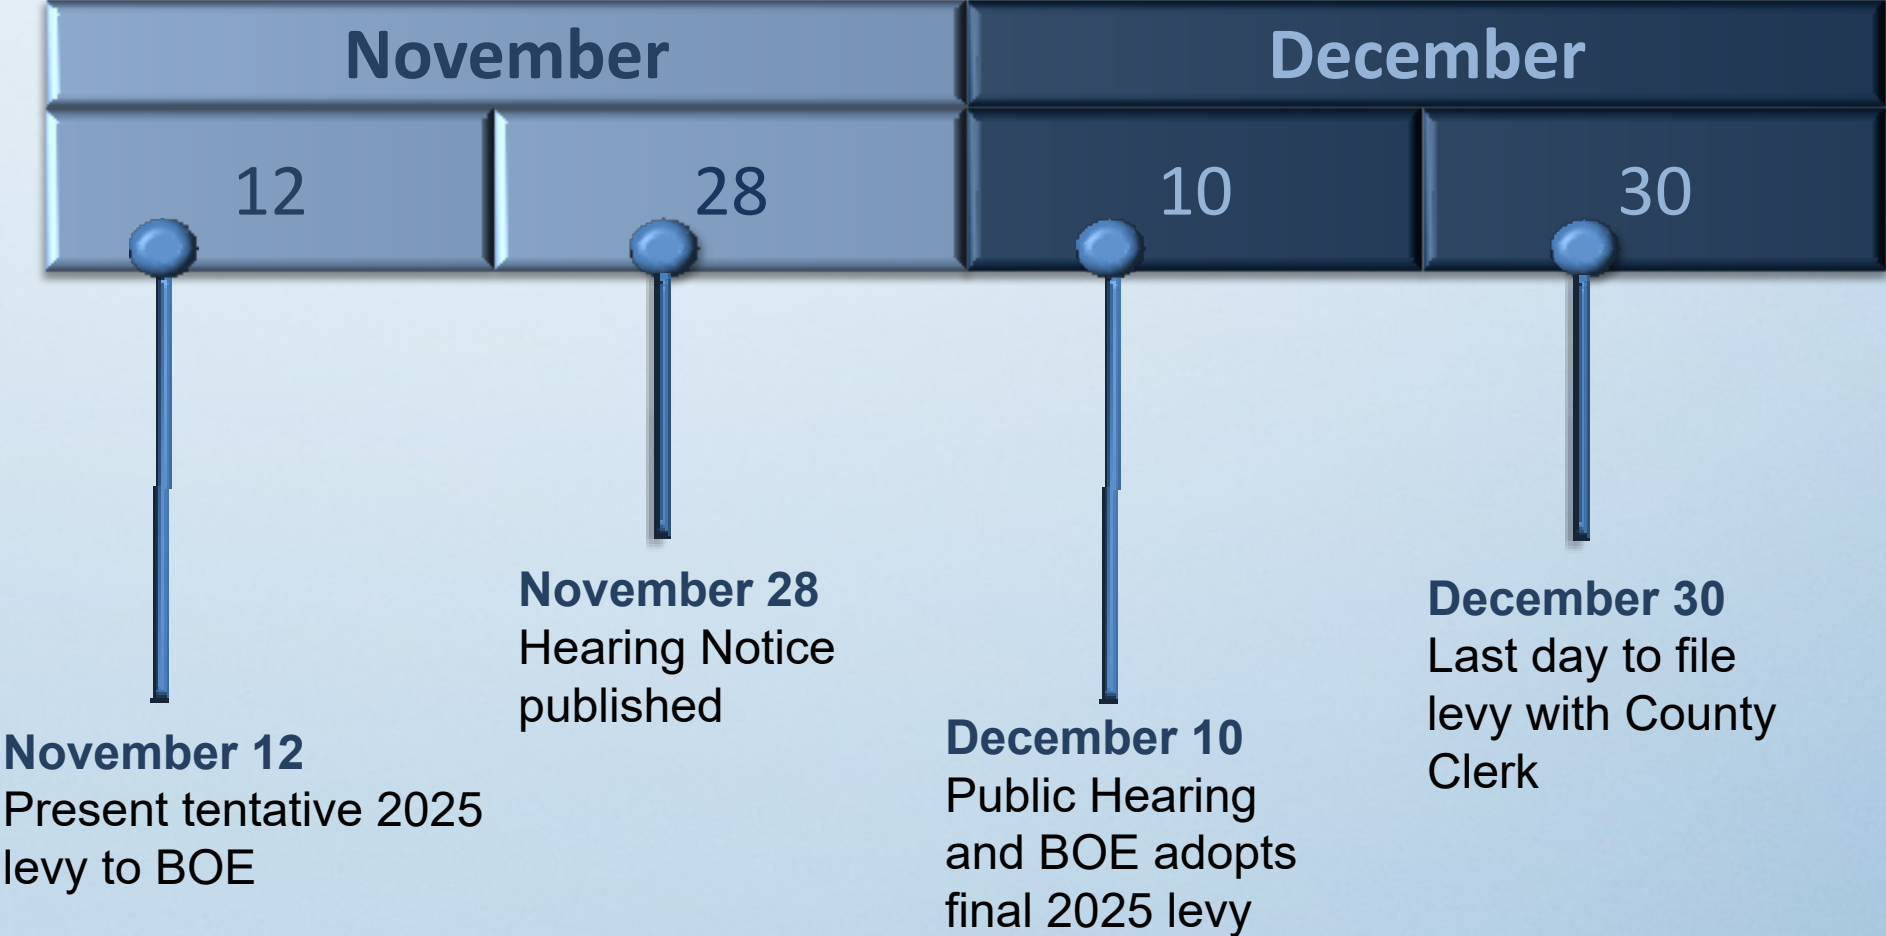 November
December
12
28
10
30
November 12
Present tentative 2025
levy to BOE
November 28
Hearing Notice
published
December 10
Public Hearing
and BOE adopts
final 2025 levy
December 30
Last day to file
levy with County
Clerk